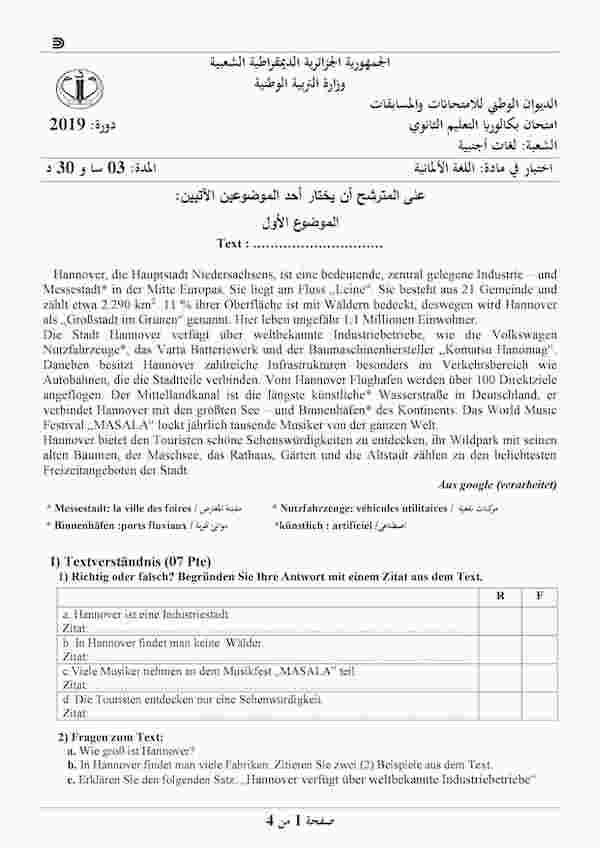 الجمهورية الجزائرية الديمقراطية الشعبية
وزارة التربية الوطنية
الديوان الوطني للامتحانات والمسابقات
امتحان بكالوريا التعليم الثانوي
دورة: 2019
الشعبة: لغات أجنبية
اختبار في مادة: اللغة الألمانية
المدة: 03 سا و 30 د
على المترشح أن يختار أحد الموضوعين الآتيين:
الموضوع الأول
Text : ..............................
Hannover, die Hauptstadt Niedersachsens, ist eine bedeutende, zentral gelegene Industrie – und
Messestadt* in der Mitte Europas. Sie liegt am Fluss „Leine“. Sie besteht aus 21 Gemeinde und
zählt etwa 2.290 km². 11 % ihrer Oberfläche ist mit Wäldern bedeckt, deswegen wird Hannover
als „Großstadt im Grünen“ genannt. Hier leben ungefähr 1,1 Millionen Einwohner.
Die Stadt Hannover verfügt über weltbekannte Industriebetriebe, wie die Volkswagen
Nutzfahrzeuge*, das Varta Batteriewerk und der Baumaschinenhersteller „Komatsu Hanomag“.
Daneben besitzt Hannover zahlreiche Infrastrukturen besonders im Verkehrsbereich wie
Autobahnen, die die Stadtteile verbinden. Vom Hannover Flughafen werden über 100 Direktziele
angeflogen. Der Mittellandkanal ist die längste künstliche* Wasserstraße in Deutschland, er
verbindet Hannover mit den größten See – und Binnenhäfen* des Kontinents. Das World Music
Festival „MASALA“ lockt jährlich tausende Musiker von der ganzen Welt.
Hannover bietet den Touristen schöne Sehenswürdigkeiten zu entdecken, ihr Wildpark mit seinen
alten Bäumen, der Maschsee, das Rathaus, Gärten und die Altstadt zählen zu den beliebtesten
Freizeitangeboten der Stadt.
Aus google (verarbeitet)
* Messestadt: la ville des foires / مدينة المعارض * Nutzfahrzeuge: véhicules utilitaires / مركبات نفعية
* Binnenhäfen :ports fluviaux / موانئ نهرية *künstlich : artificiel /اصطناعي
I) Textverständnis (07 Pte)
1) Richtig oder falsch? Begründen Sie Ihre Antwort mit einem Zitat aus dem Text.
R F
a. Hannover ist eine Industriestadt.
Zitat:
b. In Hannover findet man keine Wälder.
Zitat:
c.Viele Musiker nehmen an dem Musikfest „MASALA“ teil.
Zitat:
d. Die Touristen entdecken nur eine Sehenswürdigkeit.
Zitat:
2) Fragen zum Text:
a. Wie groß ist Hannover?
b. In Hannover findet man viele Fabriken. Zitieren Sie zwei (2) Beispiele aus dem Text.
c. Erklären Sie den folgenden Satz: „Hannover verfügt über weltbekannte Industriebetriebe“
صفحة 1 من 4